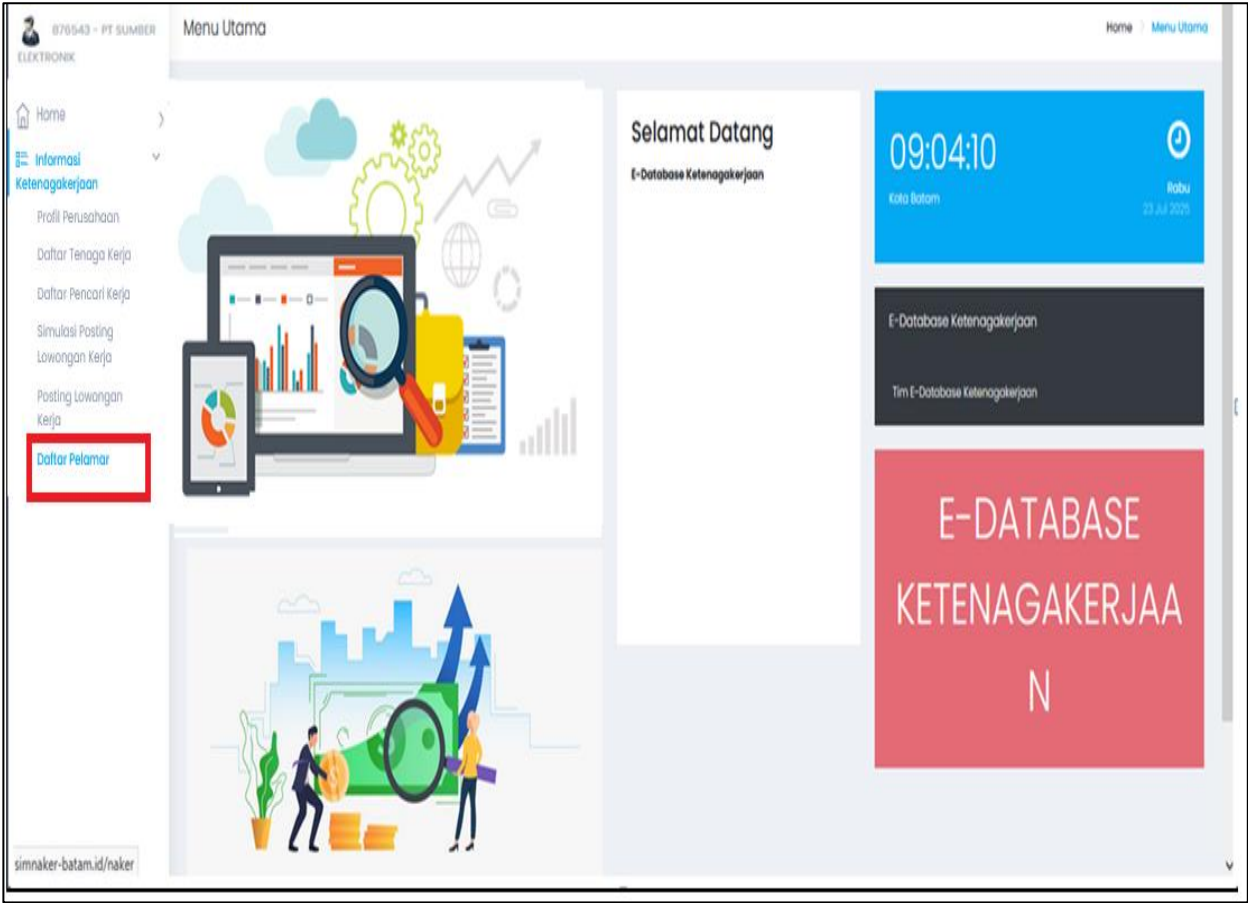 876543 - PT SUMBER
ELEKTRONIK
Menu Utama
Home
Menu Utama
Home
Informasi
Ketenagakerjaan
Profil Perusahaan
Daftar Tenaga Kerja
Daftar Pencari Kerja
Simulasi Posting
Lowongan Kerja
Posting Lowongan
Kerja
Daftar Pelamar
Selamat Datang
E-Database Ketenagakerjaan
09:04:10
Kota Batam
Rabu
23 Jul 2025
E-Database Ketenagakerjaan
Tim E-Database Ketenagakerjaan
E-DATABASE
KETENAGAKERJAA
N
simnaker-batam.id/naker